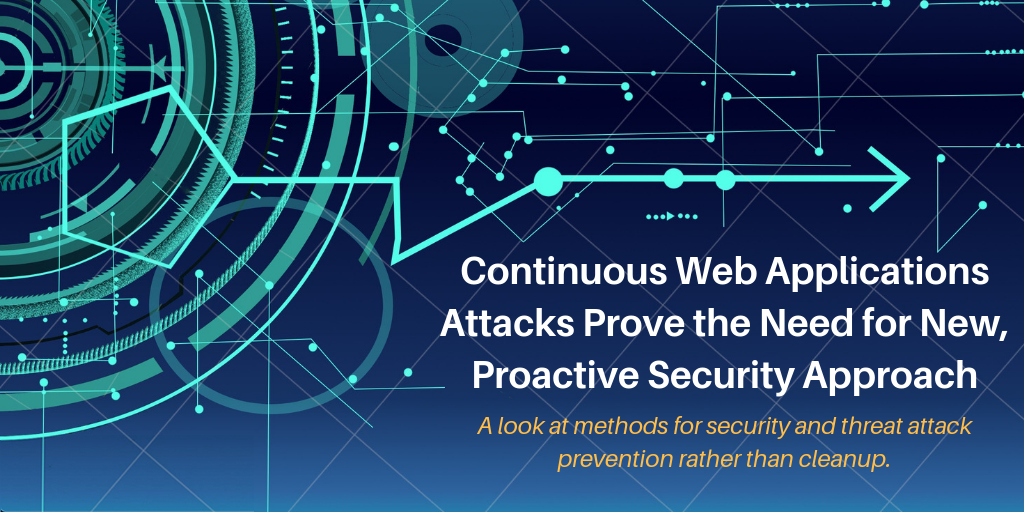 Continuous Web Applications
Attacks Prove the Need for New,
Proactive Security Approach
A look at methods for security and threat attack
prevention rather than cleanup.